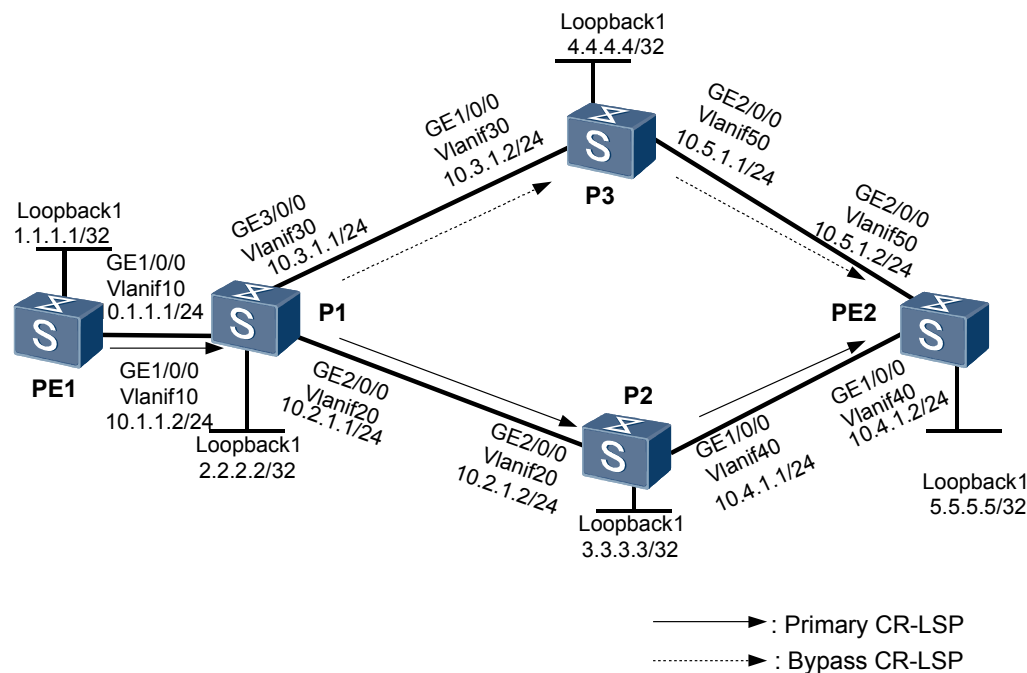 Loopback1
4.4.4.4/32
GE1/0/0
Vlanif30
10.3.1.2/24
GE2/0/0
Vlanif50
10.5.1.1/24
S
P3
Loopback1
1.1.1.1/32
GE3/0/0
Vlanif30
10.3.1.1/24
GE2/0/0
Vlanif50
10.5.1.2/24
GE1/0/0
Vlanif10
0.1.1.1/24
S
PE1
S
P1
PE2
S
GE1/0/0
Vlanif10
10.1.1.2/24
GE2/0/0
Vlanif20
10.2.1.1/24
Loopback1
2.2.2.2/32
P2
S
GE2/0/0
Vlanif20
10.2.1.2/24
GE1/0/0
Vlanif40
10.4.1.1/24
GE1/0/0
Vlanif40
10.4.1.2/24
Loopback1
3.3.3.3/32
Loopback1
5.5.5.5/32
: Primary CR-LSP
: Bypass CR-LSP